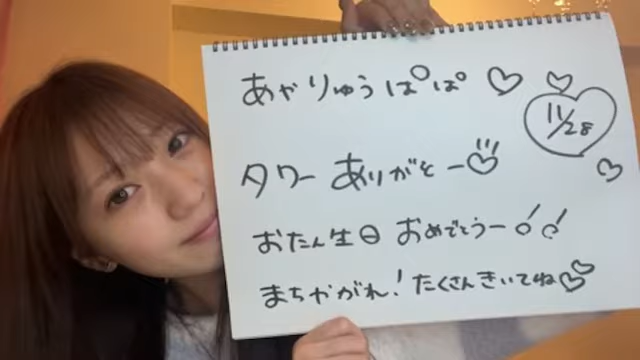 あやりゅうぱぱ♡♡
11/28
タワー ありがとー♡
おたん生日 おめでとうー!!
まちやがれ! たくさんきいてね♡♡